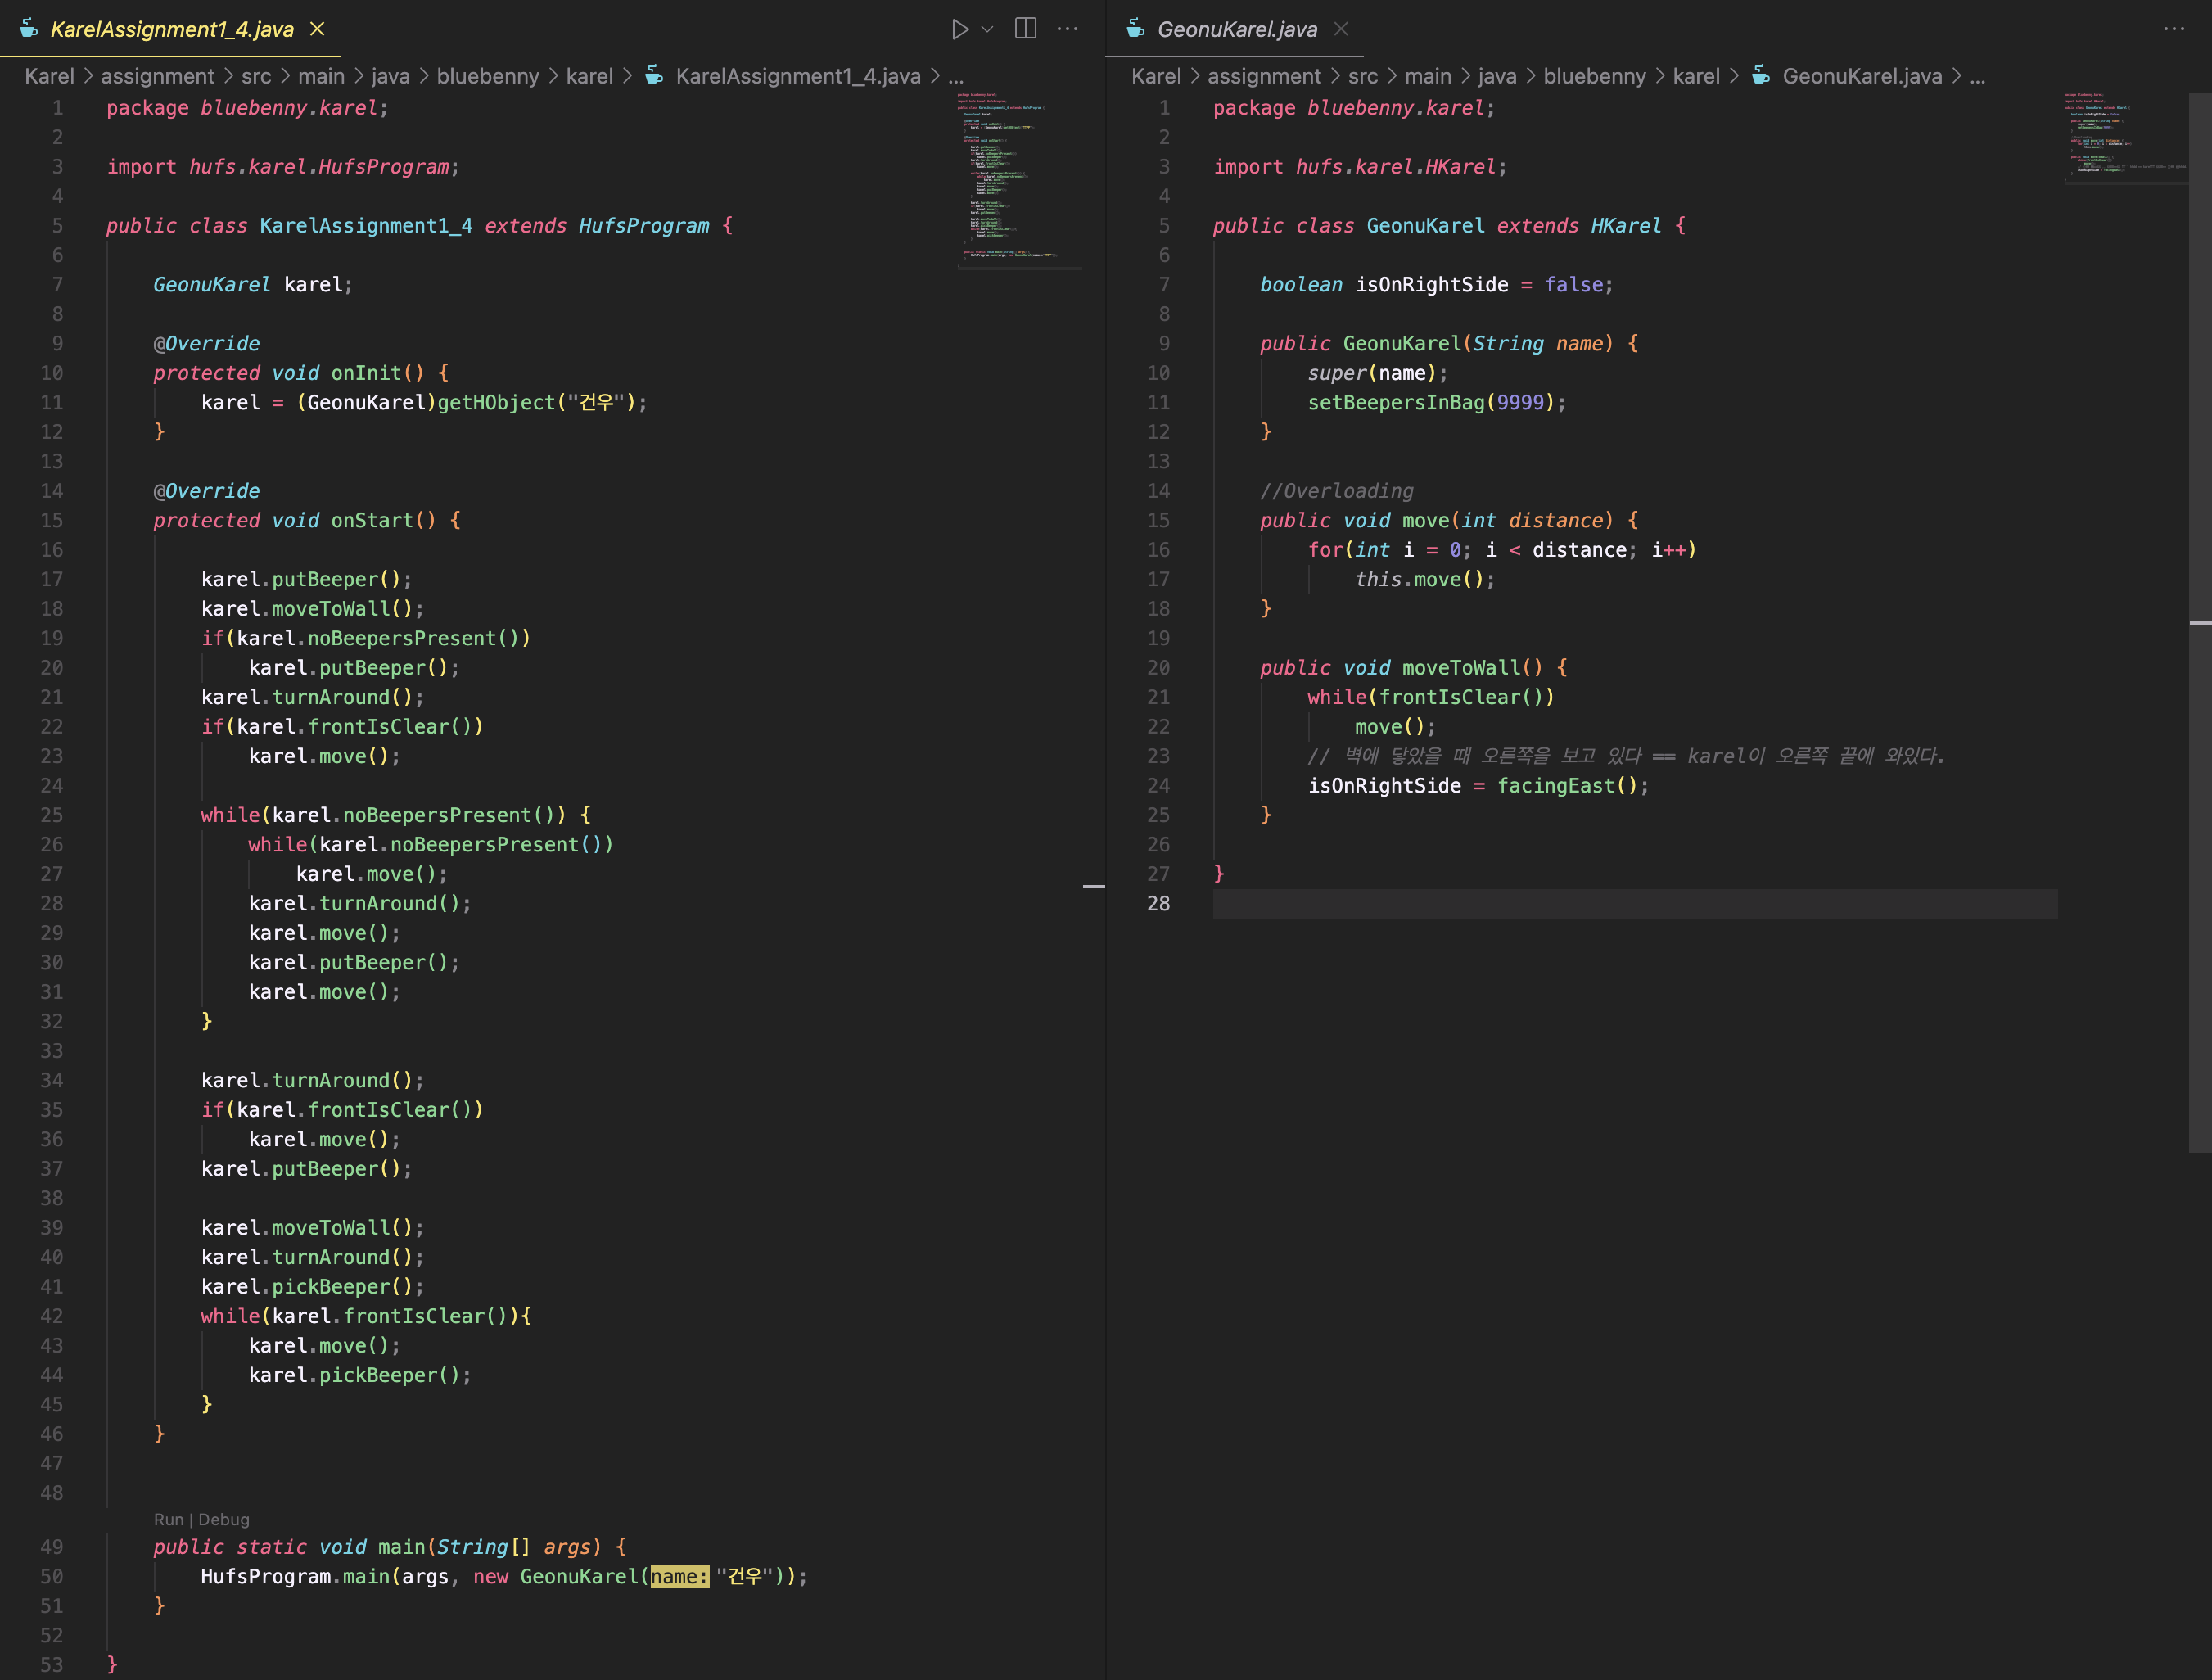 KarelAssignment1_4.java
Karel > assignment > src > main > java > bluebenny > karel > KarelAssignment1_4.java > ...
1 package bluebenny.karel;
2
3 import hufs.karel.HufsProgram;
4
5 public class KarelAssignment1_4 extends HufsProgram {
6
7 GeonuKarel karel;
8
9 @Override
10 protected void onInit() {
11 karel = (GeonuKarel)getHObject("건우");
12 }
13
14 @Override
15 protected void onStart() {
16
17 karel.putBeeper();
18 karel.moveToWall();
19 if(karel.noBeepersPresent())
20 karel.putBeeper();
21 karel.turnAround();
22 if(karel.frontIsClear())
23 karel.move();
24
25 while(karel.noBeepersPresent()) {
26 while(karel.noBeepersPresent())
27 karel.move();
28 karel.turnAround();
29 karel.move();
30 karel.putBeeper();
31 karel.move();
32 }
33
34 karel.turnAround();
35 if(karel.frontIsClear())
36 karel.move();
37 karel.putBeeper();
38
39 karel.moveToWall();
40 karel.turnAround();
41 karel.pickBeeper();
42 while(karel.frontIsClear()){
43 karel.move();
44 karel.pickBeeper();
45 }
46 }
47
48
Run | Debug
49 public static void main(String[] args) {
50 HufsProgram.main(args, new GeonuKarel(name:"건우"));
51 }
52
53 }
GeonuKarel.java
Karel > assignment > src > main > java > bluebenny > karel > GeonuKarel.java > ...
1 package bluebenny.karel;
2
3 import hufs.karel.HKarel;
4
5 public class GeonuKarel extends HKarel {
6
7 boolean isOnRightSide = false;
8
9 public GeonuKarel(String name) {
10 super(name);
11 setBeepersInBag(9999);
12 }
13
14 //Overloading
15 public void move(int distance) {
16 for(int i = 0; i < distance; i++)
17 this.move();
18 }
19
20 public void moveToWall() {
21 while(frontIsClear())
22 move();
23 // 벽에 닿았을 때 오른쪽을 보고 있다 == karel이 오른쪽 끝에 와있다.
24 isOnRightSide = facingEast();
25 }
26
27 }
28